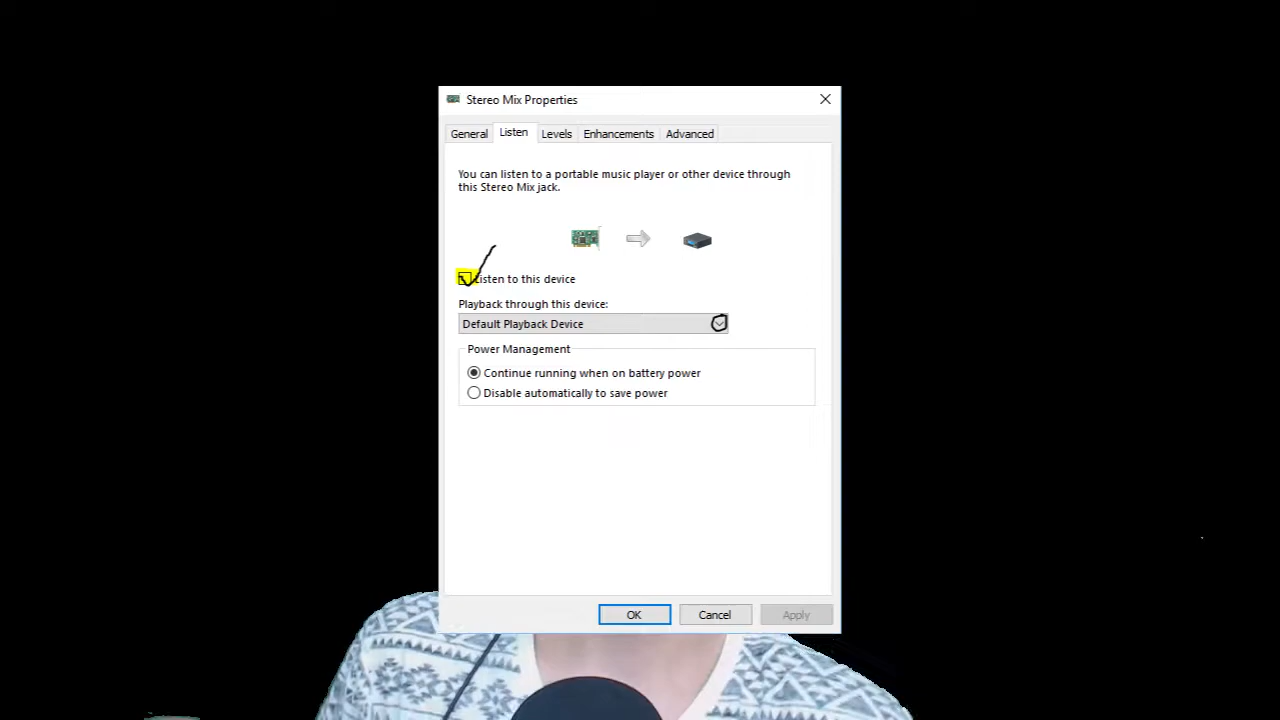 Stereo Mix Properties
General Listen Levels Enhancements Advanced
You can listen to a portable music player or other device through
this Stereo Mix jack.
Listen to this device
Playback through this device:
Default Playback Device
Power Management
Continue running when on battery power
Disable automatically to save power
OK Cancel Apply